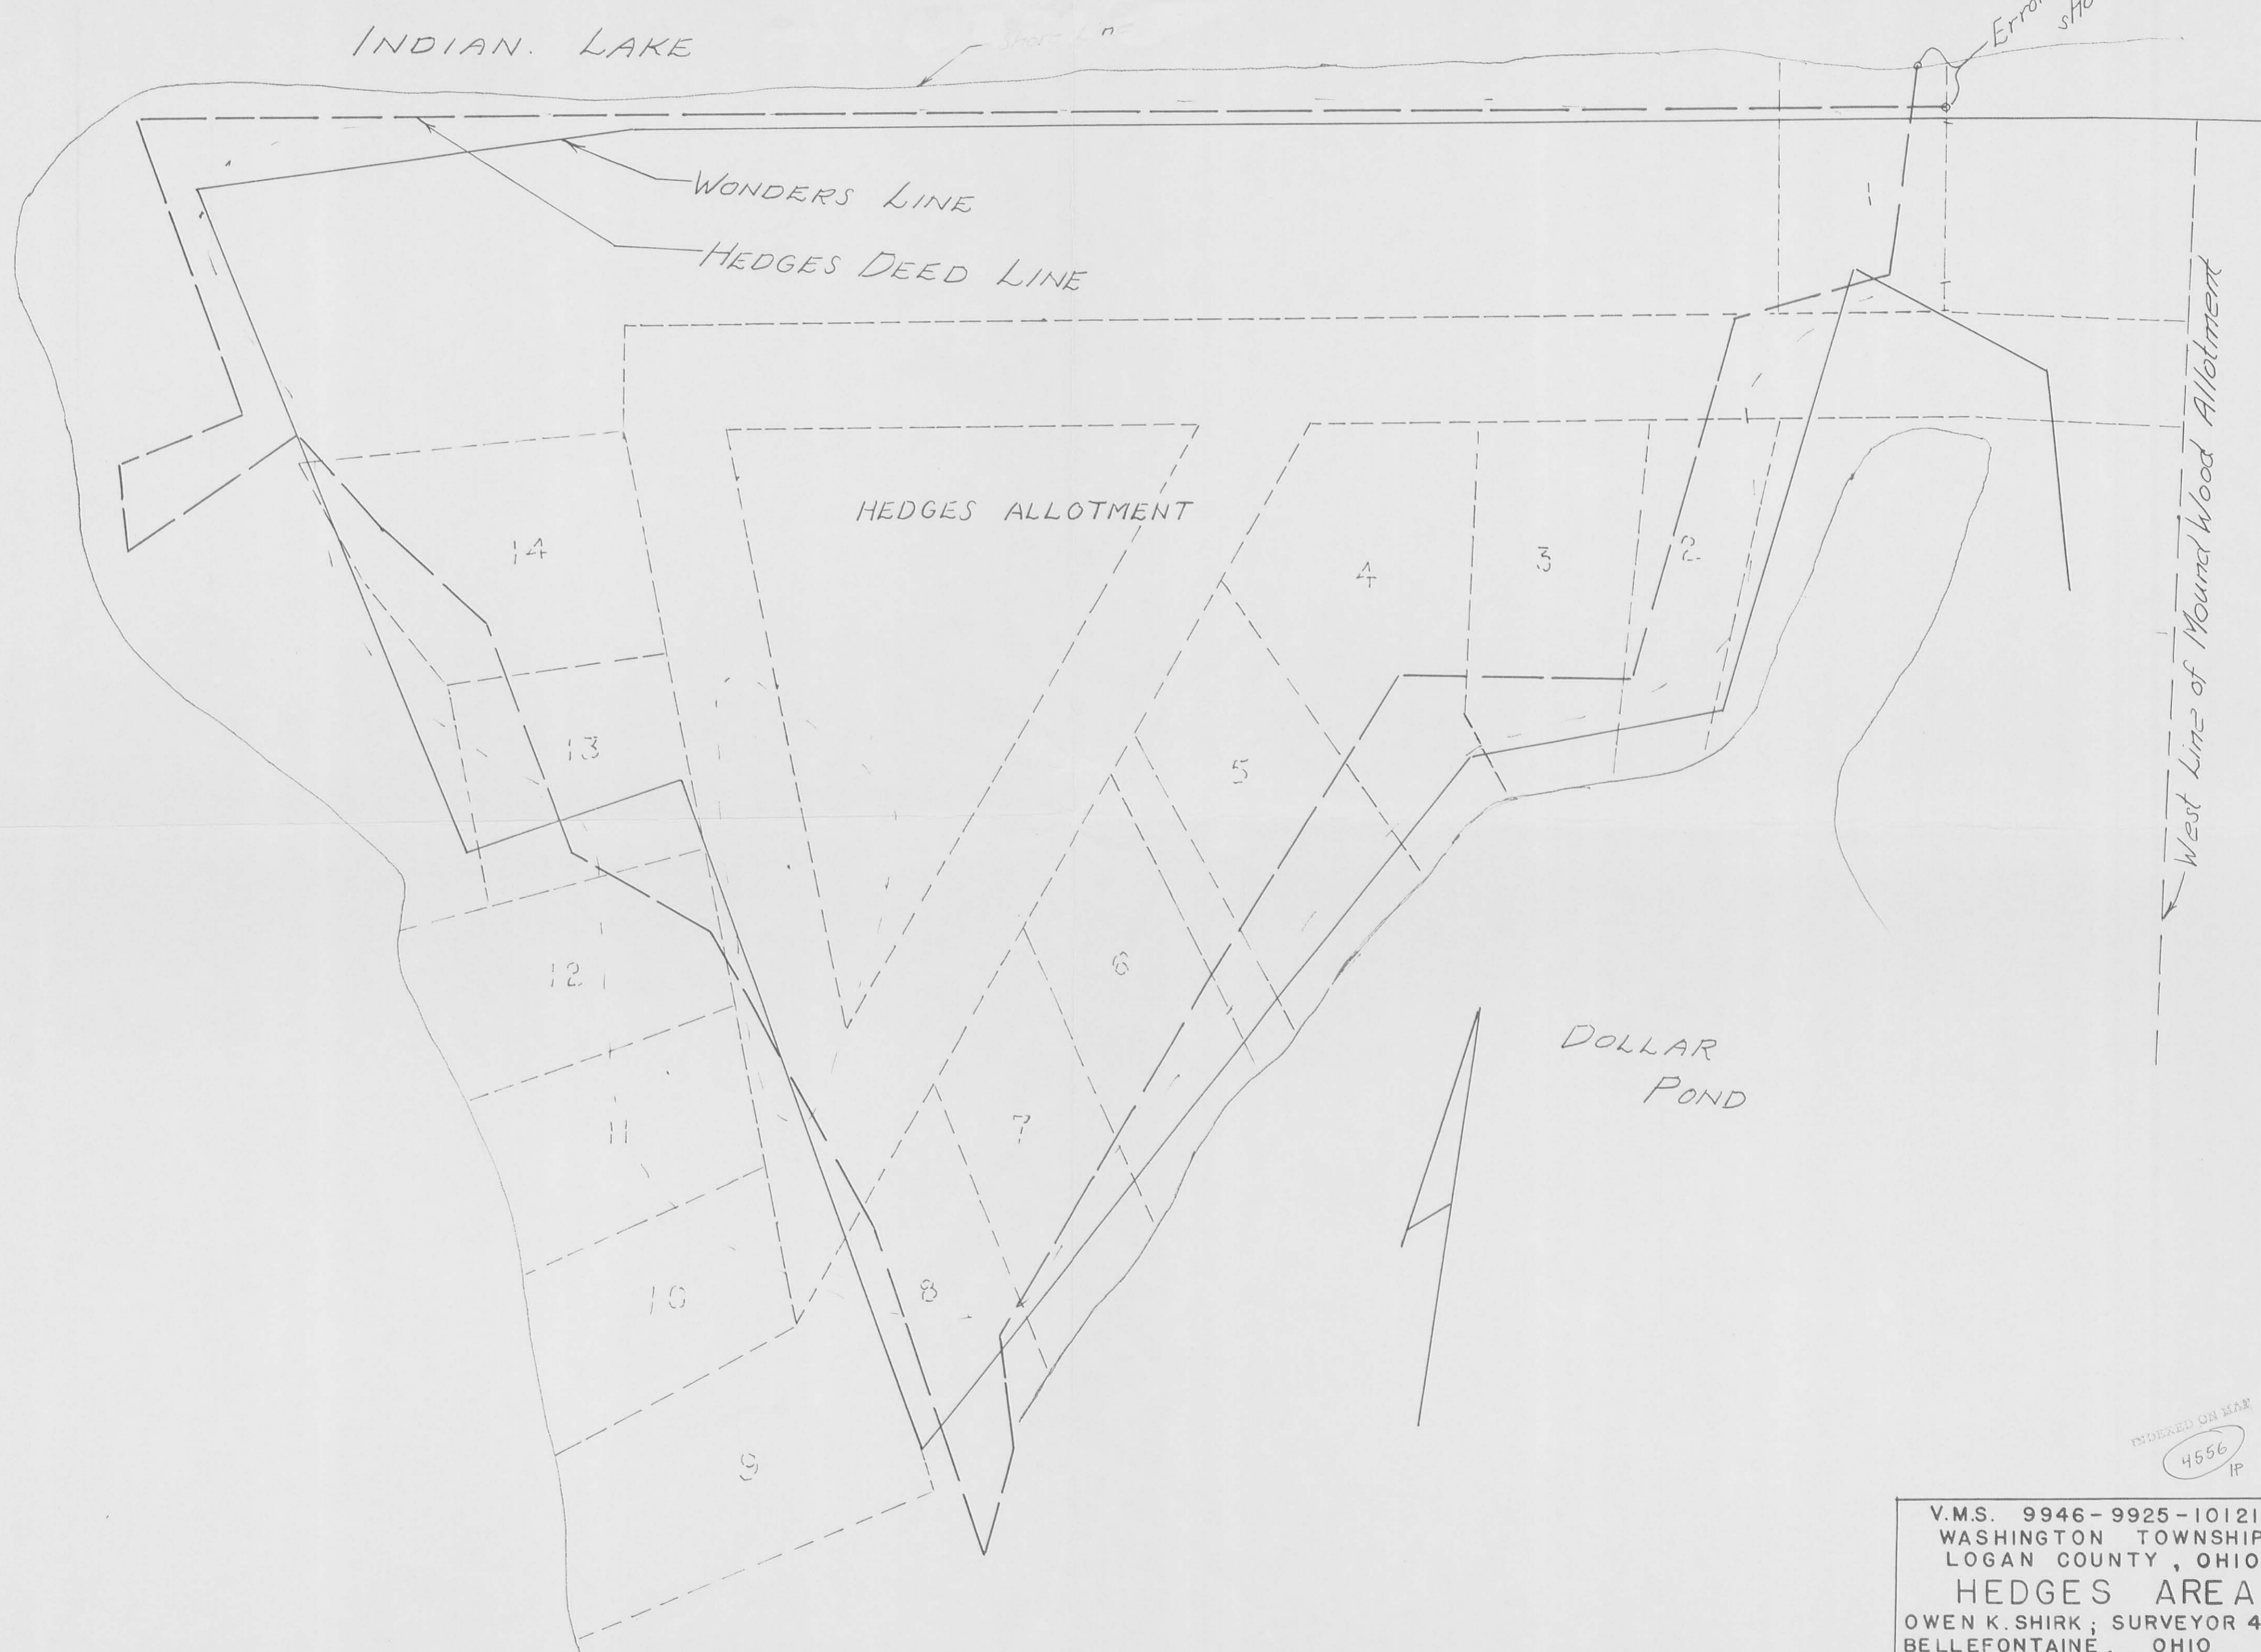 INDIAN. LAKE
WONDERS LINE
HEDGES DEED LINE
West Line of Mound Wood Allotment
HEDGES ALLOTMENT
14
4
3
2
13
5
12
6
11
7
10
8
9
DOLLAR
POND
INDEXED ON MAP
4556
IP
V.M.S. 9946-9925-10121
WASHINGTON TOWNSHIP
LOGAN COUNTY, OHIO
HEDGES AREA
OWEN K. SHIRK; SURVEYOR 4
BELLEFONTAINE, OHIO